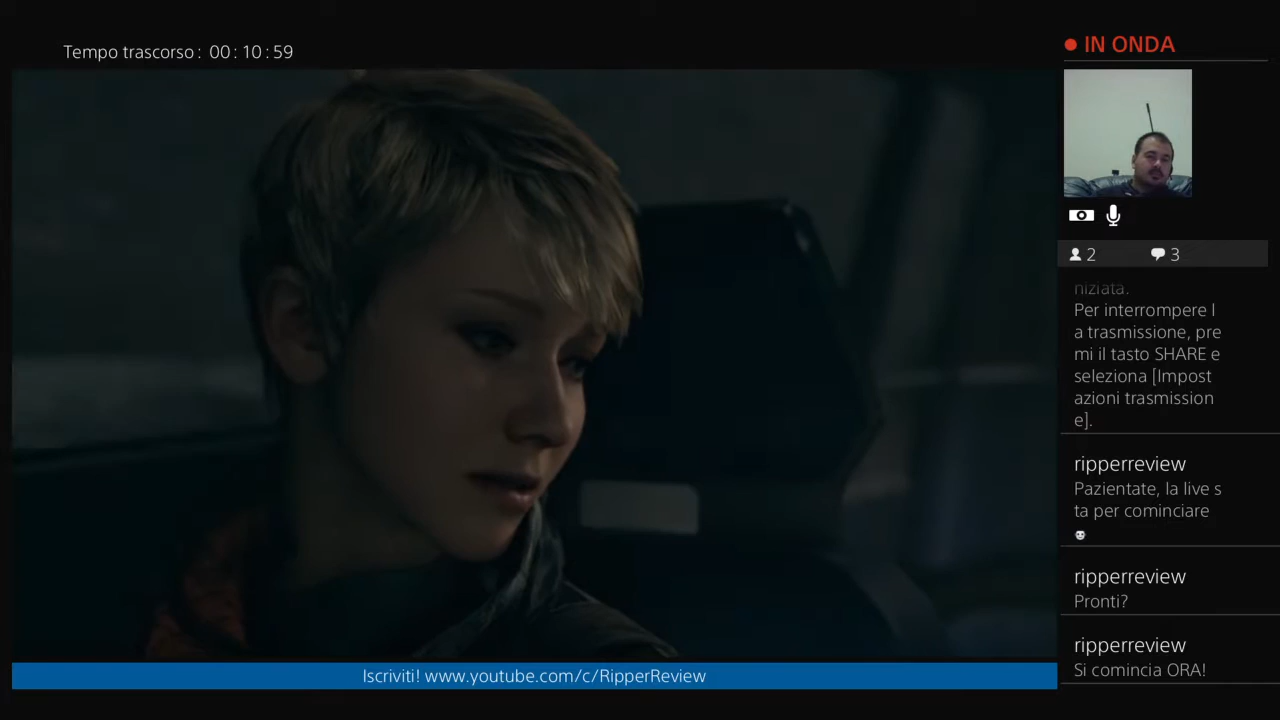 Tempo trascorso: 00:10:59
IN ONDA
2
3
niziata.
Per interrompere l
a trasmissione, pre
mi il tasto SHARE e
seleziona [Impost
azioni trasmission
e].
ripperreview
Pazientate, la live s
ta per cominciare
ripperreview
Pronti?
ripperreview
Si comincia ORA!
Iscriviti! www.youtube.com/c/RipperReview